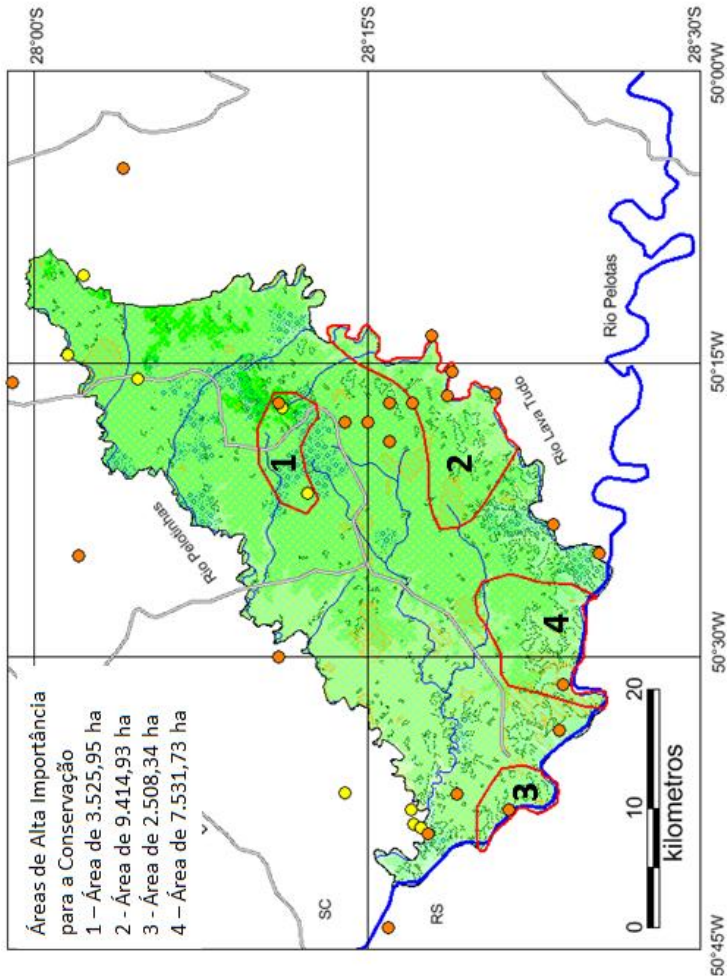 Áreas de Alta Importância
para a Conservação
1 – Área de 3.525,95 ha
2 - Área de 9.414,93 ha
3 - Área de 2.508,34 ha
4 – Área de 7.531,73 ha
28°00'S
28°15'S
28°30'S
50°00'W
50°15'W
50°30'W
50°45'W
Rio Pelotinhas
Rio Lava Tudo
Rio Pelotas
1
2
3
4
SC
RS
0 10 20
kilometros